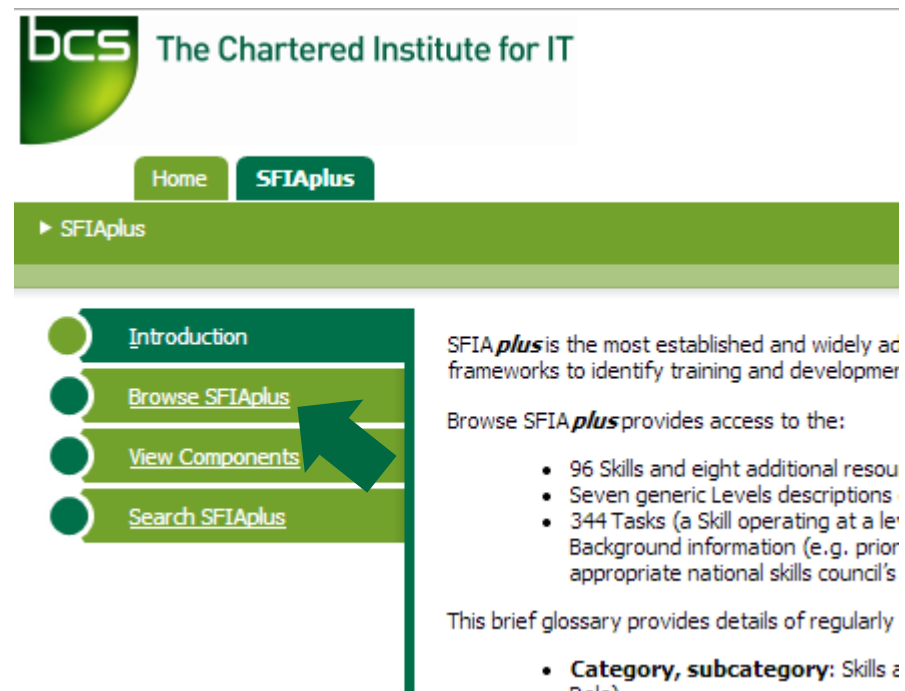 bcs The Chartered Institute for IT
Home SFIAplus
SFIAplus
Introduction
Browse SFIAplus
View Components
Search SFIAplus
SFIAplus is the most established and widely ad
frameworks to identify training and developmen
Browse SFIAplus provides access to the:
• 96 Skills and eight additional resou
• Seven generic Levels descriptions
• 344 Tasks (a Skill operating at a lev
Background information (e.g. prior
appropriate national skills council's
This brief glossary provides details of regularly
• Category, subcategory: Skills a